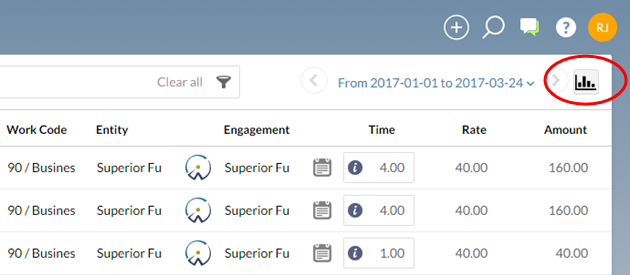 ? RJ
Clear all From 2017-01-01 to 2017-03-24
Work Code Entity Engagement Time Rate Amount
90 / Busines Superior Fu Superior Fu i 4.00 40.00 160.00
90 / Busines Superior Fu Superior Fu i 4.00 40.00 160.00
90 / Busines Superior Fu Superior Fu i 1.00 40.00 40.00